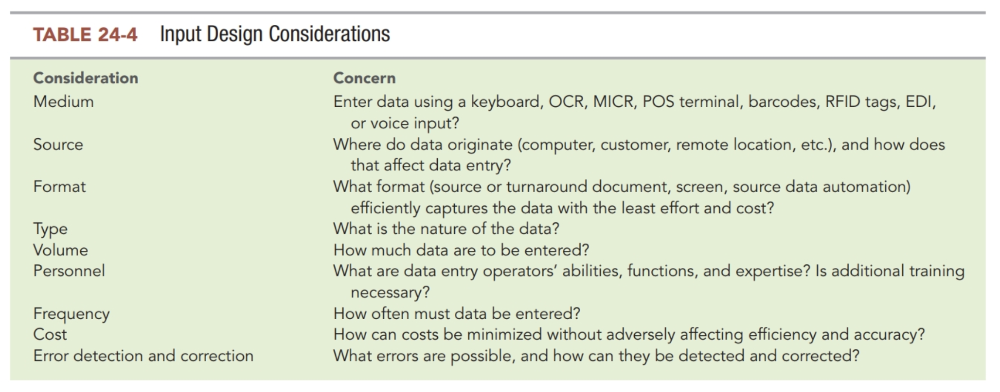 TABLE 24-4 Input Design Considerations
Consideration Concern
Medium Enter data using a keyboard, OCR, MICR, POS terminal, barcodes, RFID tags, EDI,
or voice input?
Source Where do data originate (computer, customer, remote location, etc.), and how does
that affect data entry?
Format What format (source or turnaround document, screen, source data automation)
efficiently captures the data with the least effort and cost?
Type What is the nature of the data?
Volume How much data are to be entered?
Personnel What are data entry operators’ abilities, functions, and expertise? Is additional training
necessary?
Frequency How often must data be entered?
Cost How can costs be minimized without adversely affecting efficiency and accuracy?
Error detection and correction What errors are possible, and how can they be detected and corrected?